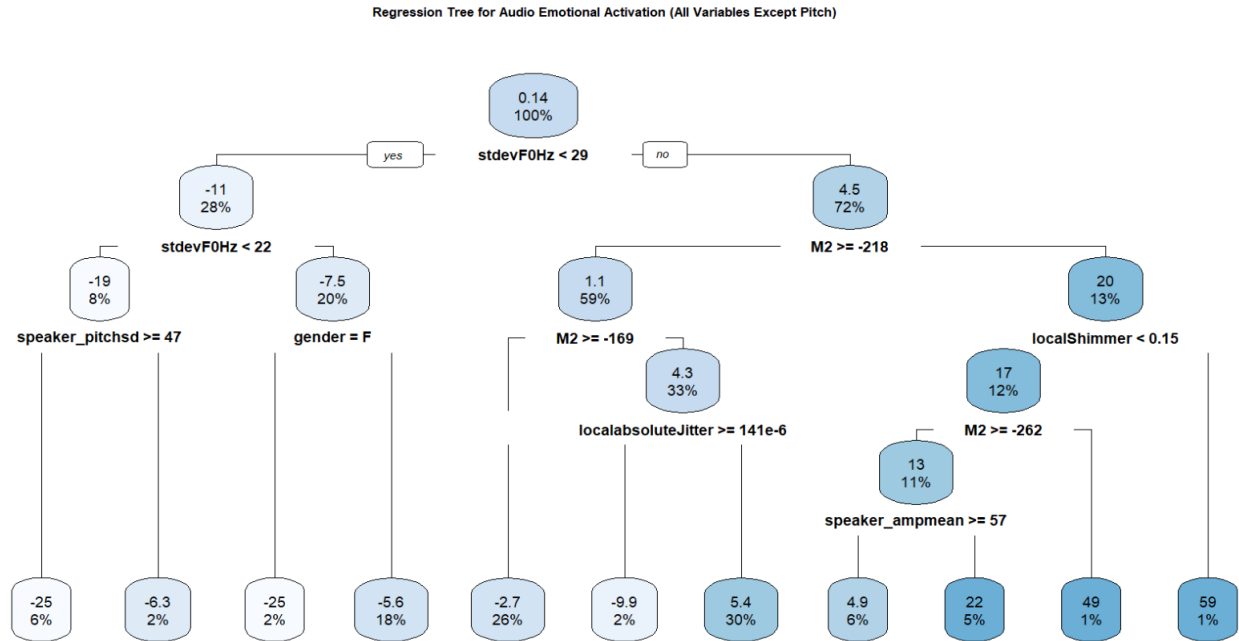 Regression Tree for Audio Emotional Activation (All Variables Except Pitch)
0.14
100%
yes stdevF0Hz < 29 no
-11 4.5
28% 72%
stdevF0Hz < 22 M2 >= -218
-19 -7.5 1.1 20
8% 20% 59% 13%
speaker_pitchsd >= 47 gender = F M2 >= -169 localShimmer < 0.15
4.3 17
33% 12%
localabsoluteJitter >= 141e-6 M2 >= -262
13
11%
speaker_ampmean >= 57
-25 -6.3 -25 -5.6 -2.7 -9.9 5.4 4.9 22 49 59
6% 2% 2% 18% 26% 2% 30% 6% 5% 1% 1%